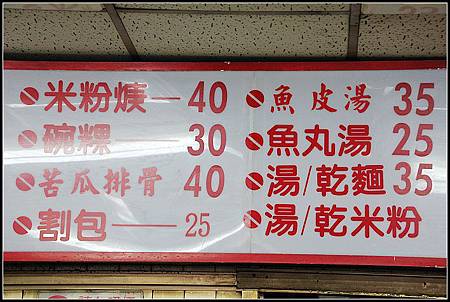 米粉㷮—40
碗粿 30
苦瓜排骨 40
割包——25
魚皮湯 35
魚丸湯 25
湯/乾麵 35
湯/乾米粉